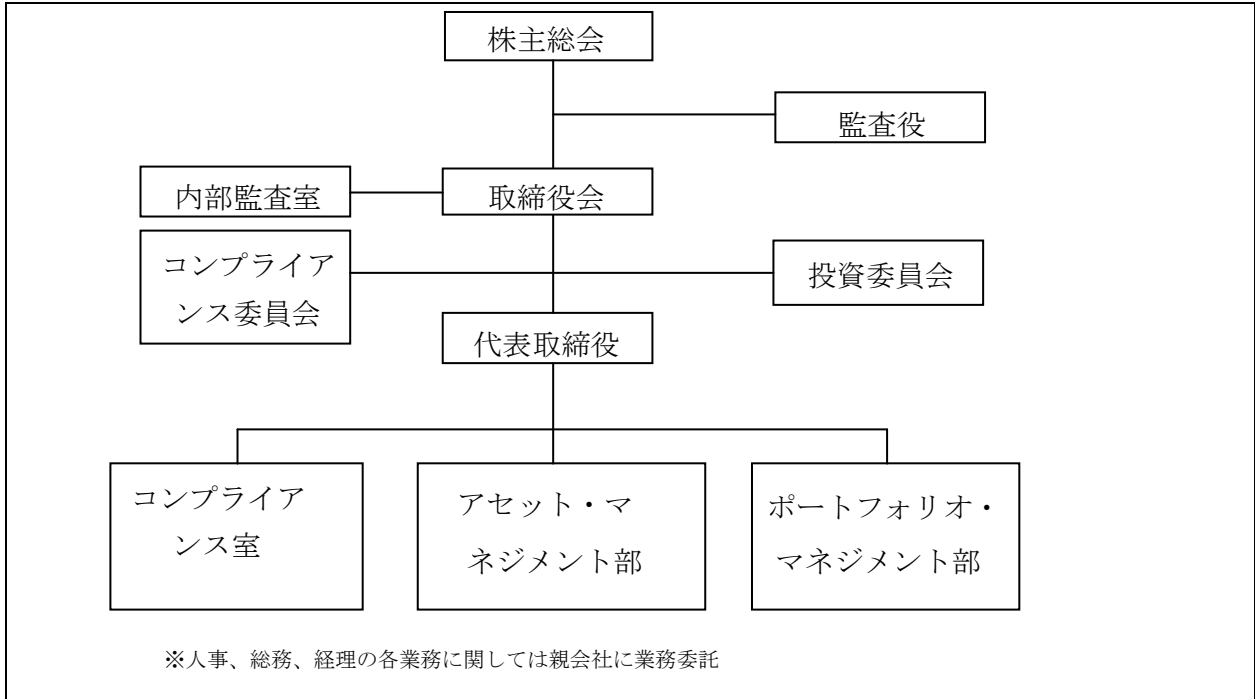 株主総会
監査役
内部監査室
取締役会
コンプライア
ンス委員会
投資委員会
代表取締役
コンプライア
ンス室
アセット・マ
ネジメント部
ポートフォリオ・
マネジメント部
※人事、総務、経理の各業務に関しては親会社に業務委託